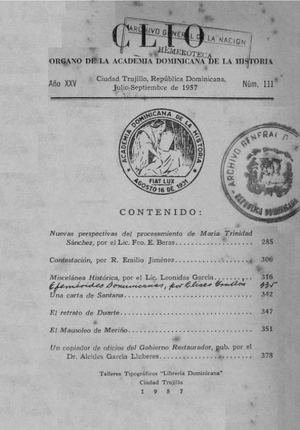 CLIO
ARCHIVO GENERAL DE LA NACION
HEMEROTECA
ORGANO DE LA ACADEMIA DOMINICANA DE LA HISTORIA
Año XXV
Ciudad Trujillo, República Dominicana,
Julio-Septiembre de 1957
Núm. 111
ACADEMIA DOMINICANA DE LA HISTORIA
FIAT LUX
AGOSTO 16 DE 1931
ARCHIVO GENERAL D
REPUBLICA DOMINICANA
CONTENIDO:
Nuevas perspectivas del procesamiento de María Trinidad
Sánchez, por el Lic. Fco. E. Beras 285
Contestación, por R. Emilio Jiménez 306
Miscelánea Histórica, por el Lic. Leonidas García 316
Efemérides Dominicanas, por Eliseo Grullón 335
Una carta de Santana 342
El retrato de Duarte 347
El Mausoleo de Meriño 351
Un copiador de oficios del Gobierno Restaurador, pub. por el
Dr. Alcides García Lluberes 378
Talleres Tipográficos "Librería Dominicana"
Ciudad Trujillo
1957